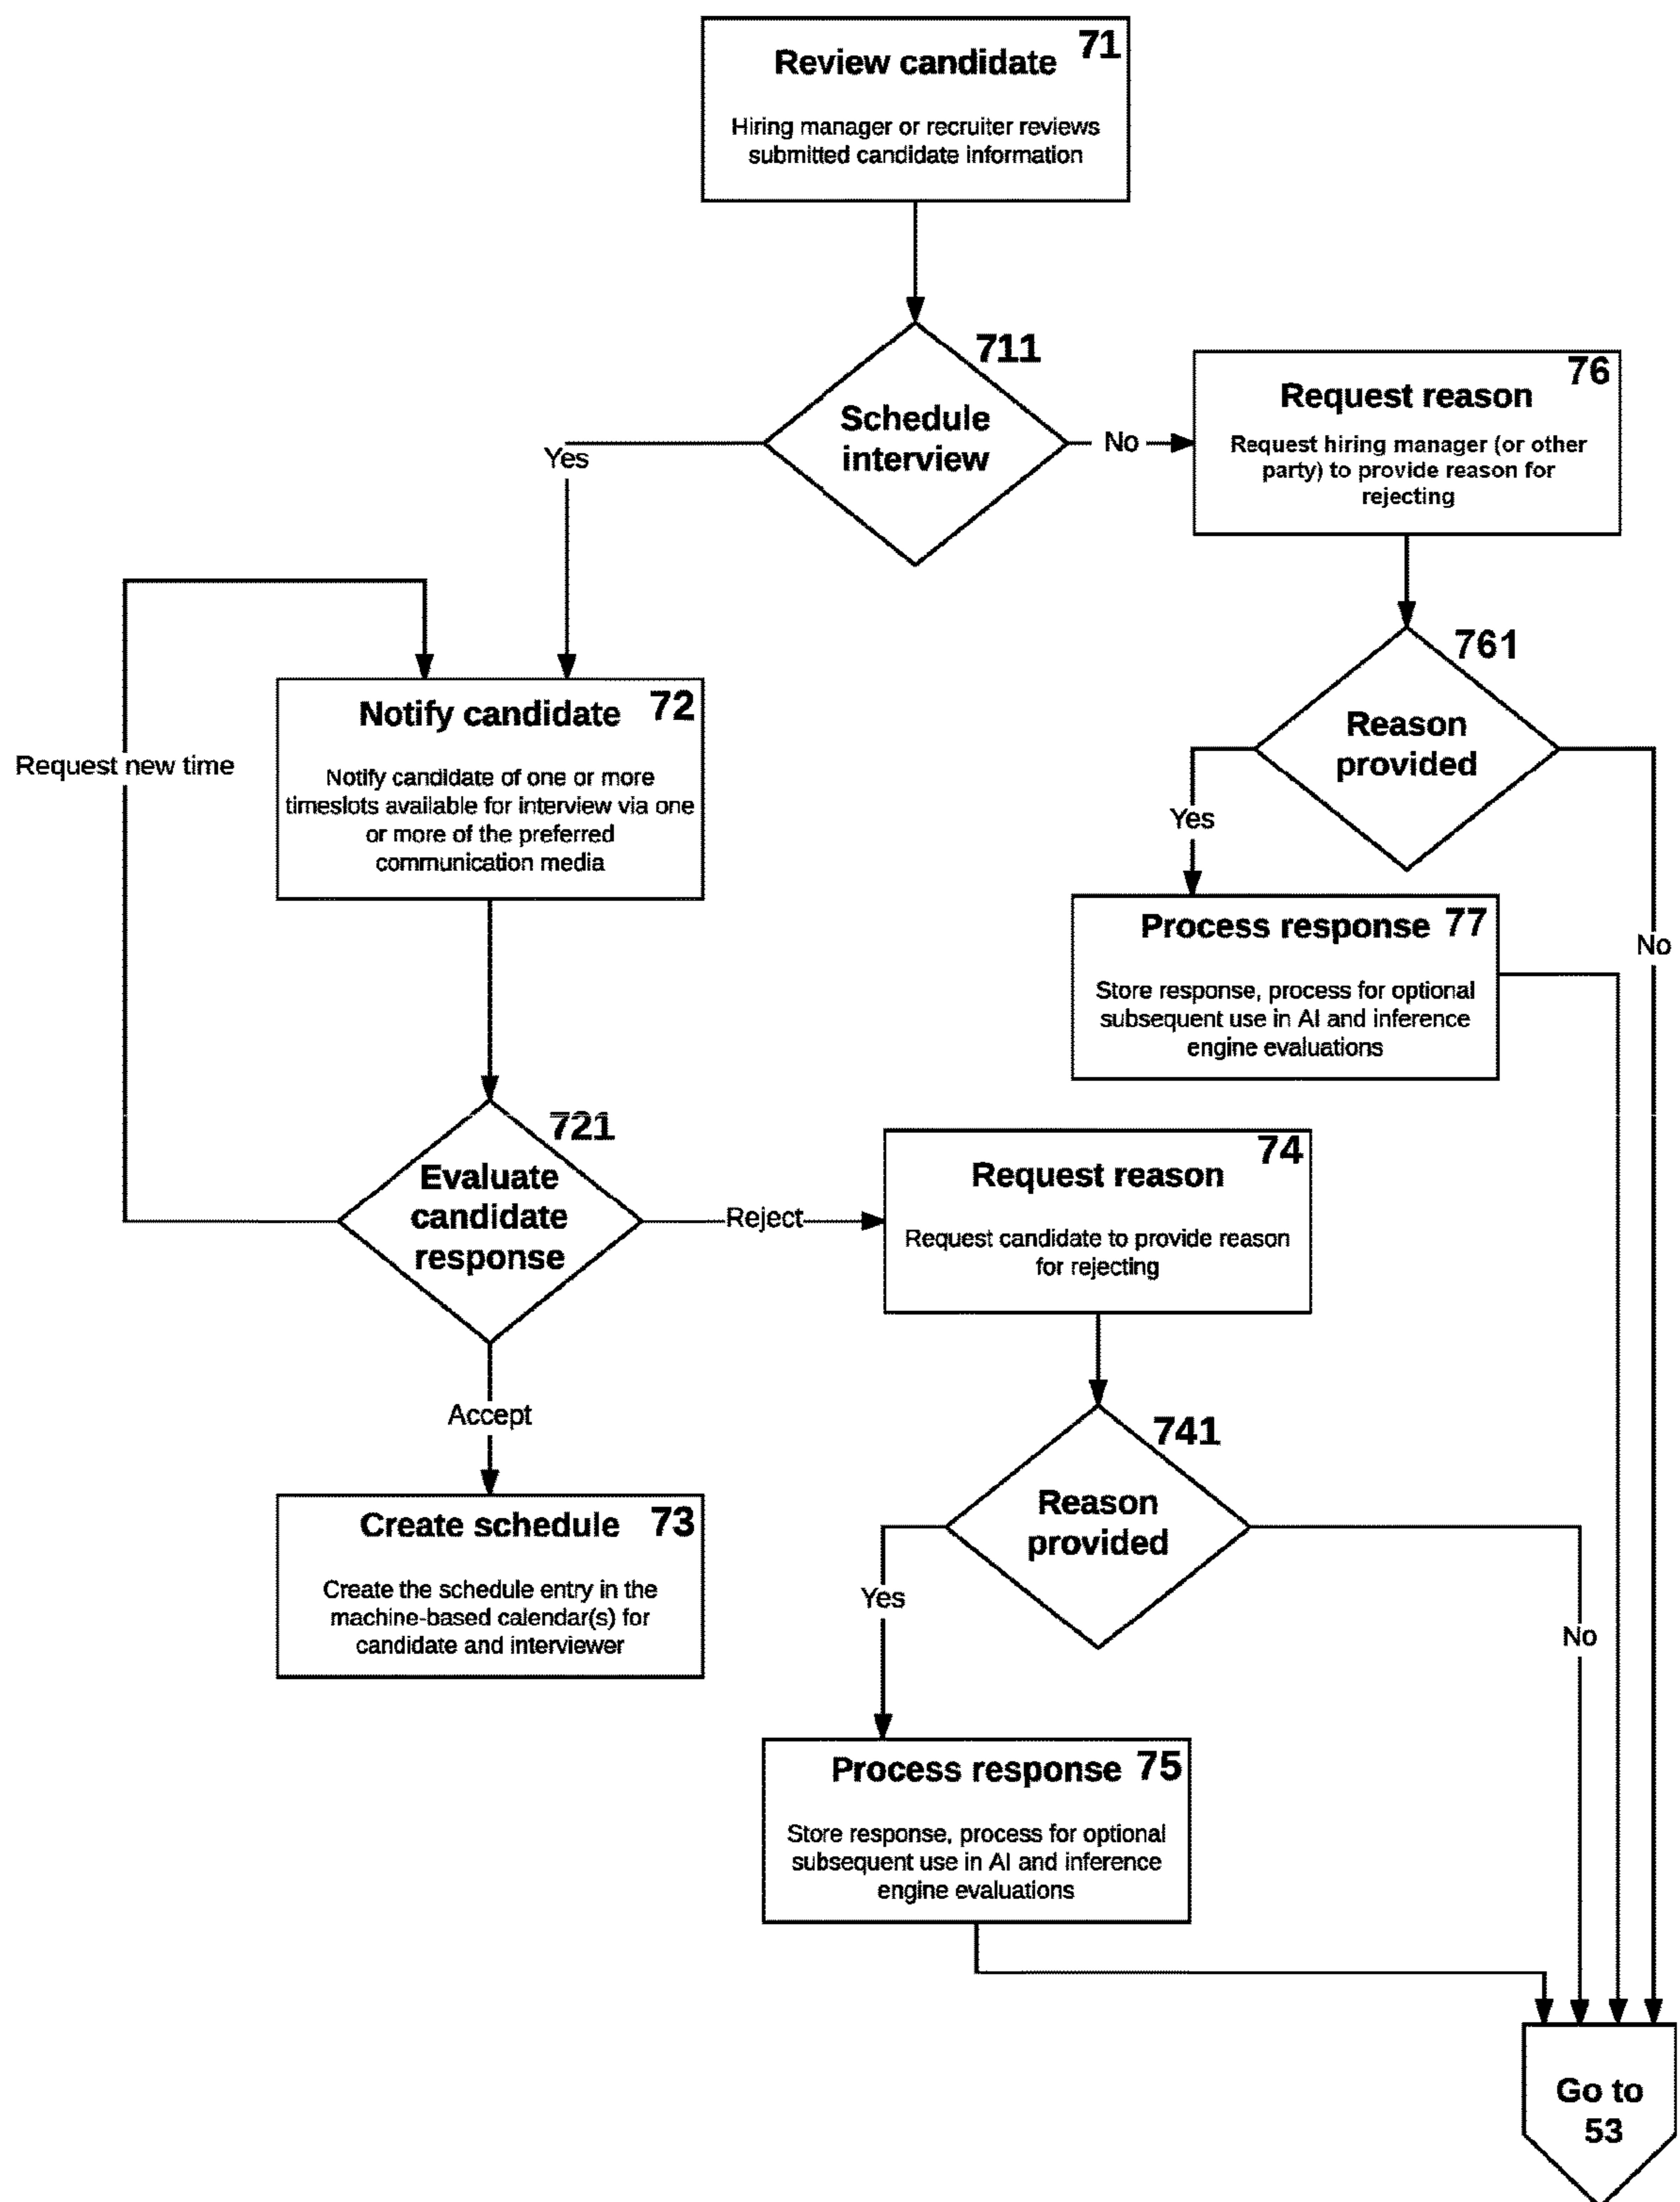 71
Review candidate
Hiring manager or recruiter reviews
submitted candidate information
711
Schedule
interview
Yes
No
76
Request reason
Request hiring manager (or other
party) to provide reason for
rejecting
761
Reason
provided
Yes
No
Request new time
72
Notify candidate
Notify candidate of one or more
timeslots available for interview via one
or more of the preferred
communication media
Process response 77
Store response, process for optional
subsequent use in AI and inference
engine evaluations
721
Evaluate
candidate
response
Reject
Accept
74
Request reason
Request candidate to provide reason
for rejecting
741
Reason
provided
Yes
No
Create schedule 73
Create the schedule entry in the
machine-based calendar(s) for
candidate and interviewer
Process response 75
Store response, process for optional
subsequent use in AI and inference
engine evaluations
Go to
53